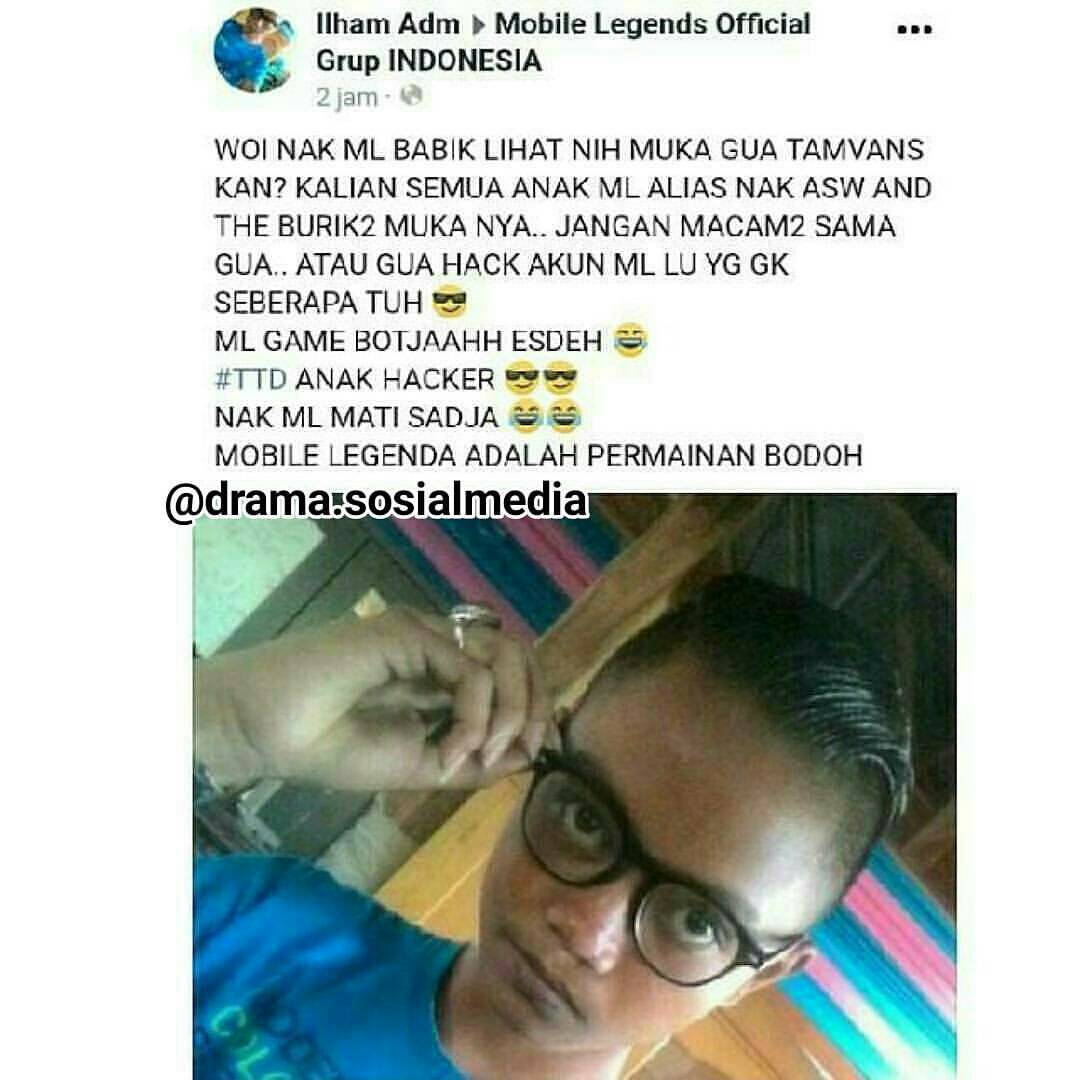 Ilham Adm ▶ Mobile Legends Official
Grup INDONESIA
2 jam ·
WOI NAK ML BABIK LIHAT NIH MUKA GUA TAMVANS
KAN? KALIAN SEMUA ANAK ML ALIAS NAK ASW AND
THE BURIK2 MUKA NYA.. JANGAN MACAM2 SAMA
GUA.. ATAU GUA HACK AKUN ML LU YG GK
SEBERAPA TUH 😎
ML GAME BOTJAAHH ESDEH 😂
#TTD ANAK HACKER 😎😎
NAK ML MATI SADJA 😂😂
MOBILE LEGENDA ADALAH PERMAINAN BODOH
@drama.sosialmedia